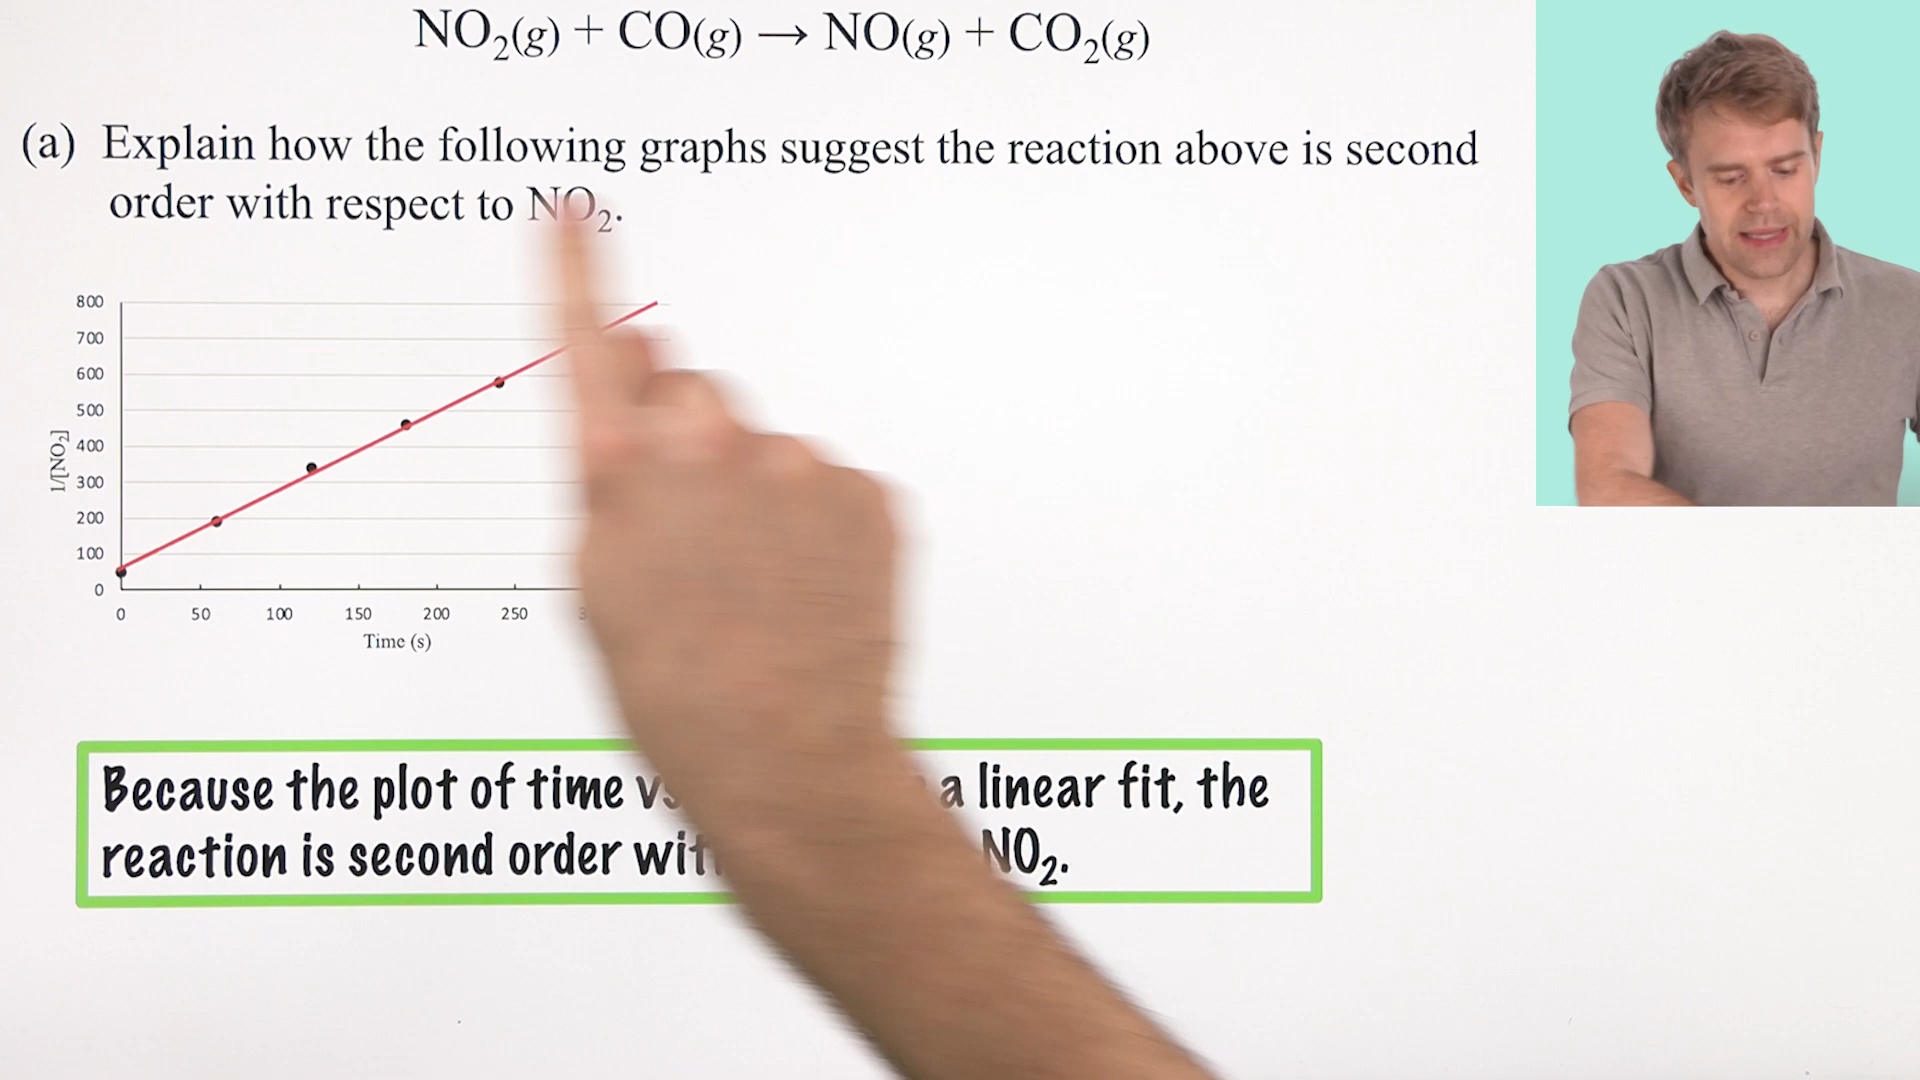 NO₂(g) + CO(g) → NO(g) + CO₂(g)
(a) Explain how the following graphs suggest the reaction above is second
order with respect to NO₂.
800
700
600
500
400
300
200
100
0
1/[NO₂]
0 50 100 150 200 250
Time (s)
Because the plot of time a linear fit, the
reaction is second order NO₂.